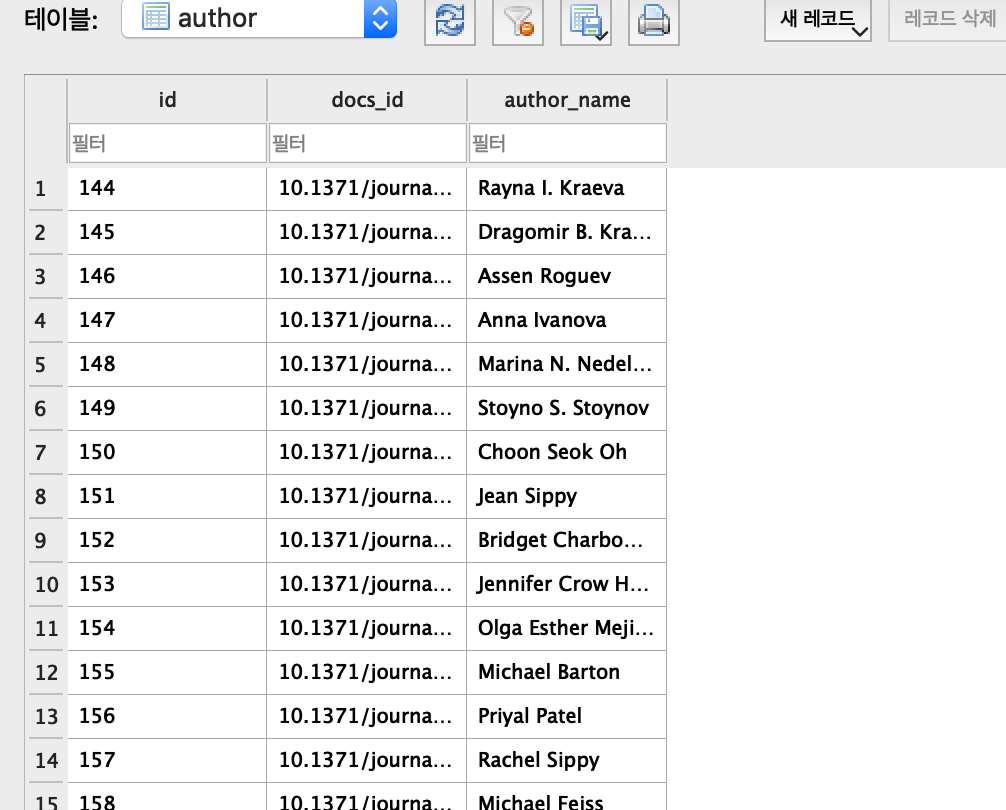 테이블: author 새 레코드 레코드 삭제
id docs_id author_name
필터 필터 필터
1 144 10.1371/journa... Rayna I. Kraeva
2 145 10.1371/journa... Dragomir B. Kra...
3 146 10.1371/journa... Assen Roguev
4 147 10.1371/journa... Anna Ivanova
5 148 10.1371/journa... Marina N. Nedel...
6 149 10.1371/journa... Stoyno S. Stoynov
7 150 10.1371/journa... Choon Seok Oh
8 151 10.1371/journa... Jean Sippy
9 152 10.1371/journa... Bridget Charbo...
10 153 10.1371/journa... Jennifer Crow H...
11 154 10.1371/journa... Olga Esther Meji...
12 155 10.1371/journa... Michael Barton
13 156 10.1371/journa... Priyal Patel
14 157 10.1371/journa... Rachel Sippy
15 158 10.1371/journa... Michael Feiss